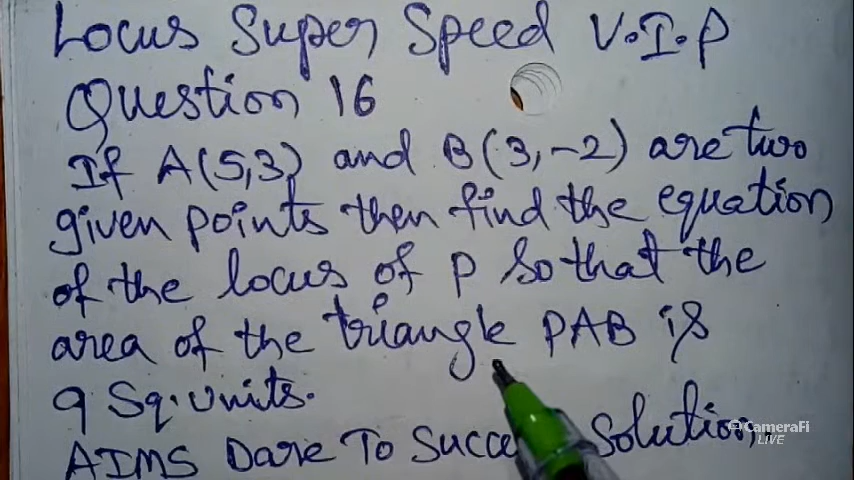 Locus Super Speed V.I.P
Question 16
If A(5,3) and B(3,-2) are two
given points then find the equation
of the locus of P so that the
area of the triangle PAB is
9 Sq. Units.
AIMS Dare To Solution,
CameraFi
LIVE